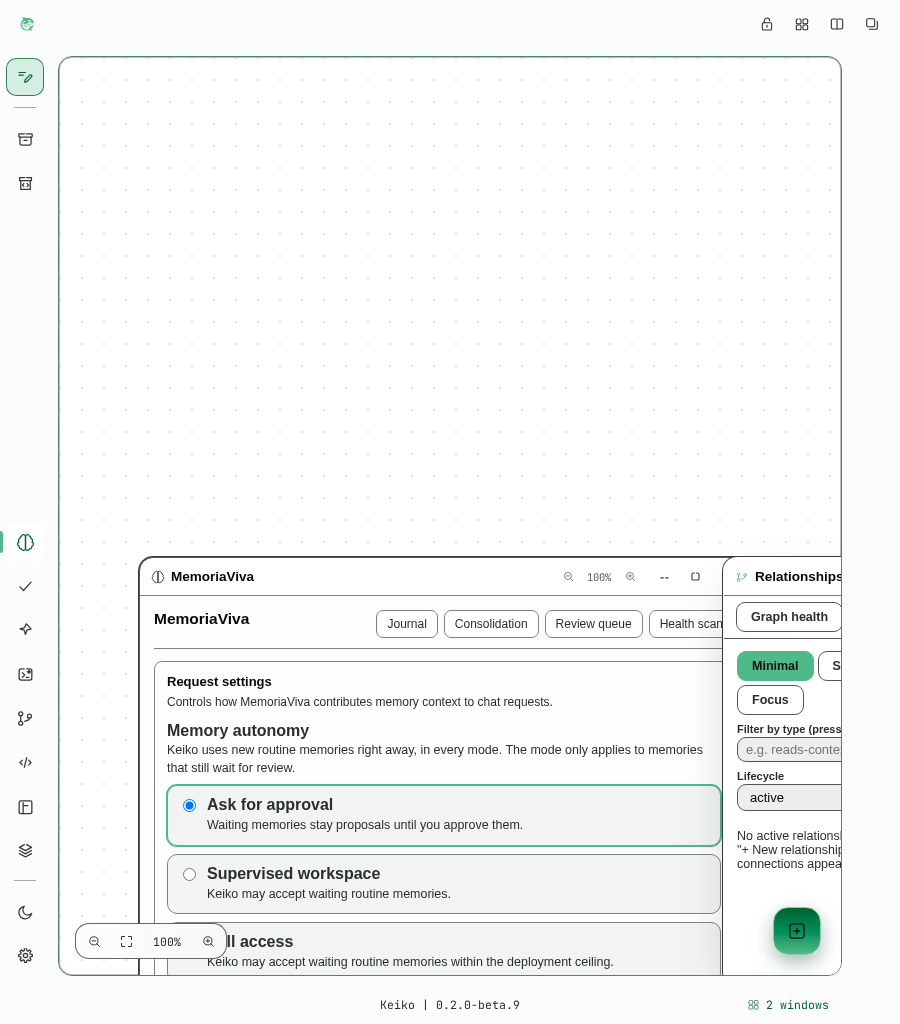 MemoriaViva
100%
Relationships
MemoriaViva
Journal
Consolidation
Review queue
Health scan
Graph health
Request settings
Controls how MemoriaViva contributes memory context to chat requests.
Memory autonomy
Keiko uses new routine memories right away, in every mode. The mode only applies to memories
that still wait for review.
Ask for approval
Waiting memories stay proposals until you approve them.
Supervised workspace
Keiko may accept waiting routine memories.
ll access
Keiko may accept waiting routine memories within the deployment ceiling.
Minimal
S
Focus
Filter by type (press
e.g. reads-conte
Lifecycle
active
No active relations
"+ New relationship
connections appea
100%
Keiko | 0.2.0-beta.9
2 windows